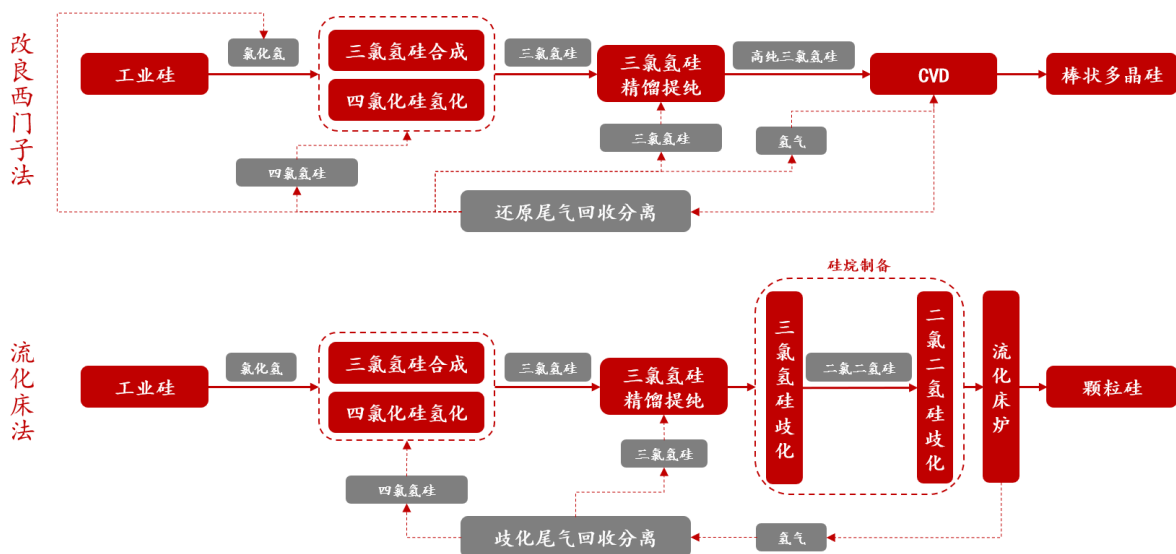 改良西门子法
工业硅
氯化氢
三氯氢硅合成
四氯化硅氢化
三氯氢硅
三氯氢硅
精馏提纯
高纯三氯氢硅
CVD
棒状多晶硅
四氯氢硅
三氯氢硅
氢气
还原尾气回收分离
流化床法
工业硅
氯化氢
三氯氢硅合成
四氯化硅氢化
三氯氢硅
三氯氢硅
精馏提纯
硅烷制备
三氯氢硅歧化
二氯二氢硅
二氯二氢硅歧化
流化床炉
颗粒硅
四氯氢硅
三氯氢硅
歧化尾气回收分离
氢气